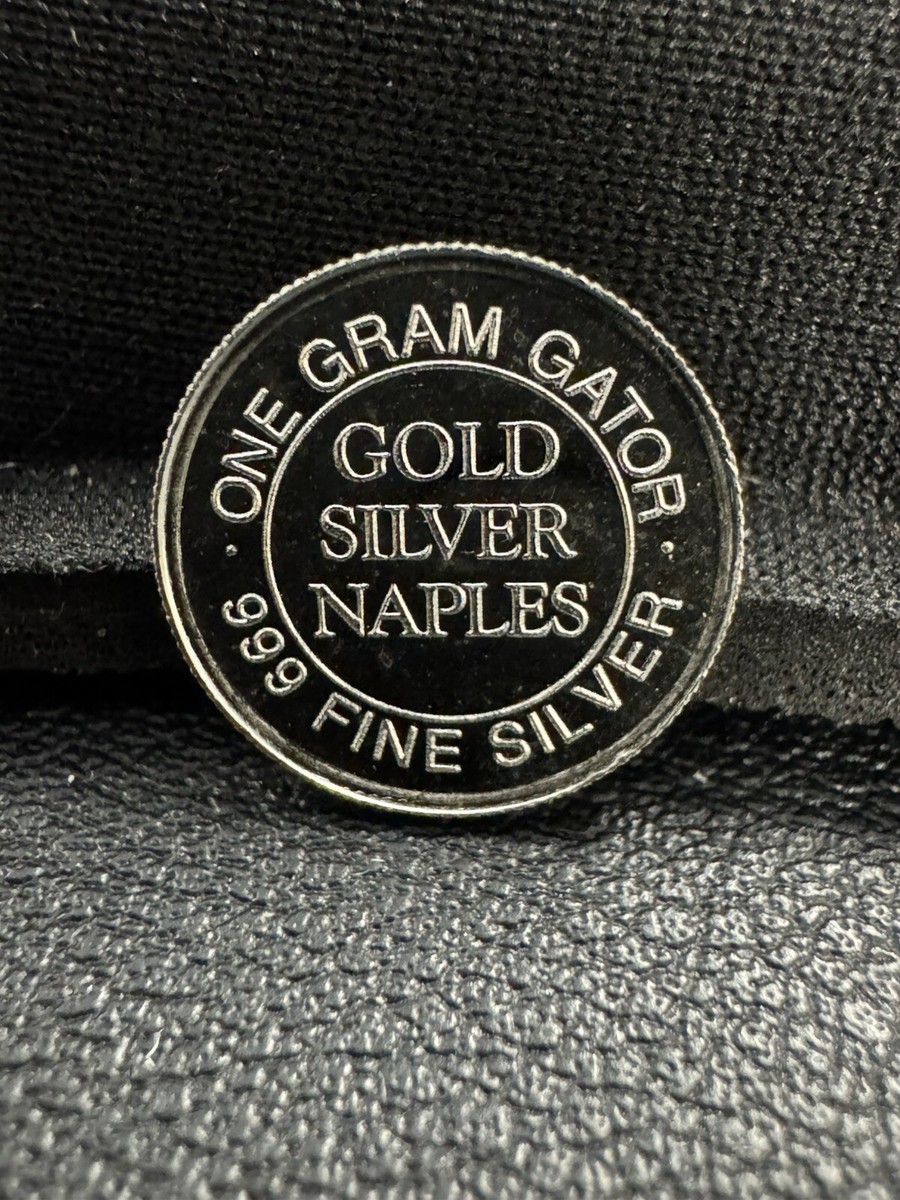 ONE GRAM GATOR
GOLD
SILVER
NAPLES
999 FINE SILVER